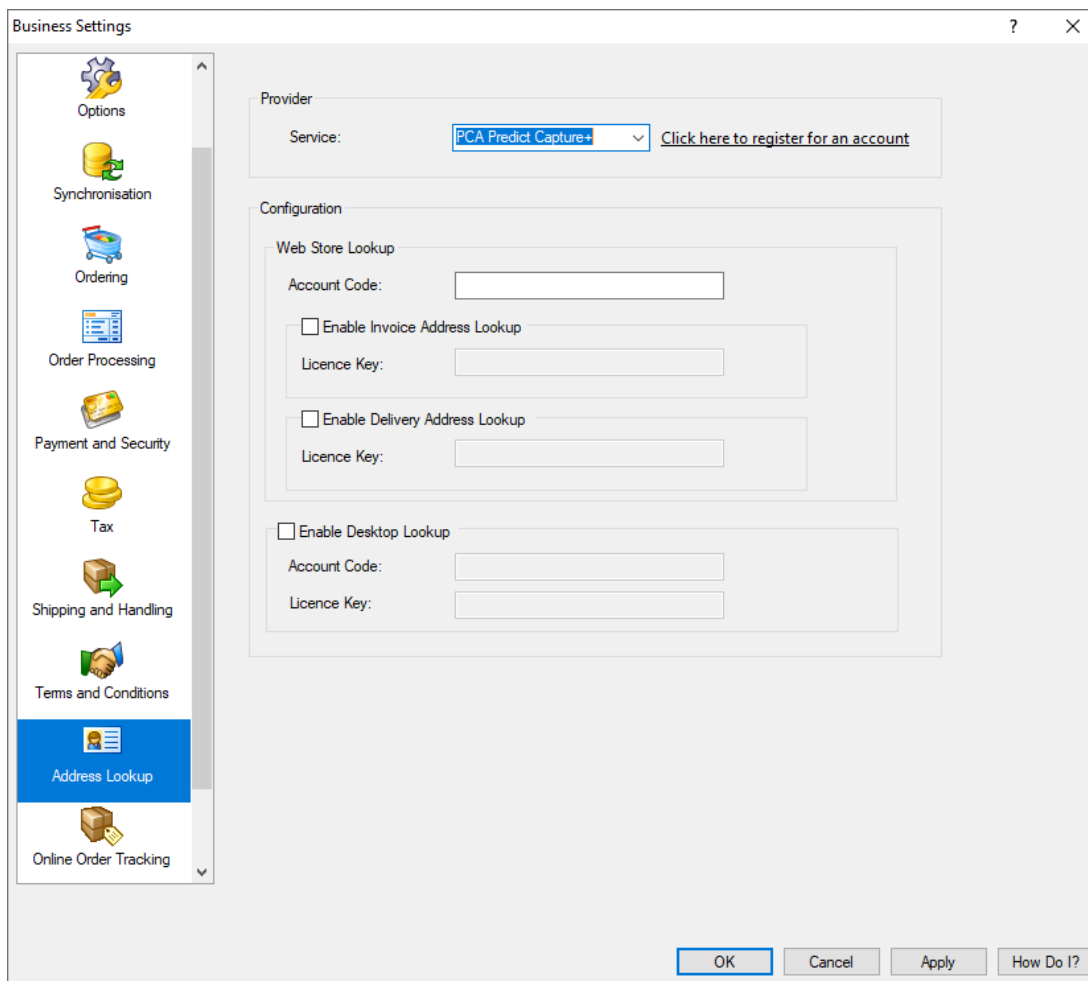 Business Settings
?
Options
Synchronisation
Ordering
Order Processing
Payment and Security
Tax
Shipping and Handling
Terms and Conditions
Address Lookup
Online Order Tracking
Provider
Service: PCA Predict Capture+ Click here to register for an account
Configuration
Web Store Lookup
Account Code:
Enable Invoice Address Lookup
Licence Key:
Enable Delivery Address Lookup
Licence Key:
Enable Desktop Lookup
Account Code:
Licence Key:
OK Cancel Apply How Do I?